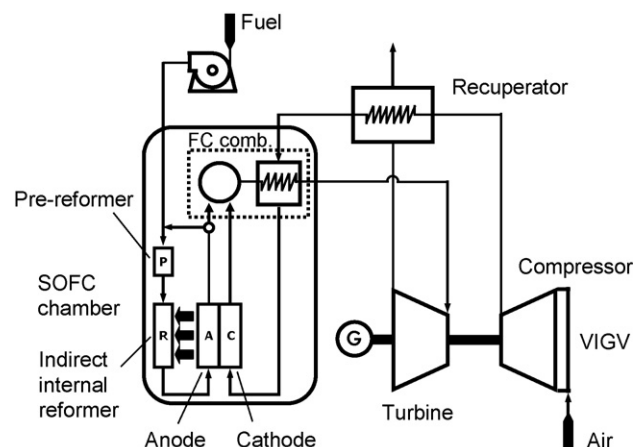 Fuel
Recuperator
FC comb.
Pre-reformer
P
SOFC
chamber
Compressor
R
A
C
G
VIGV
Indirect
internal
reformer
Turbine
Anode
Cathode
Air